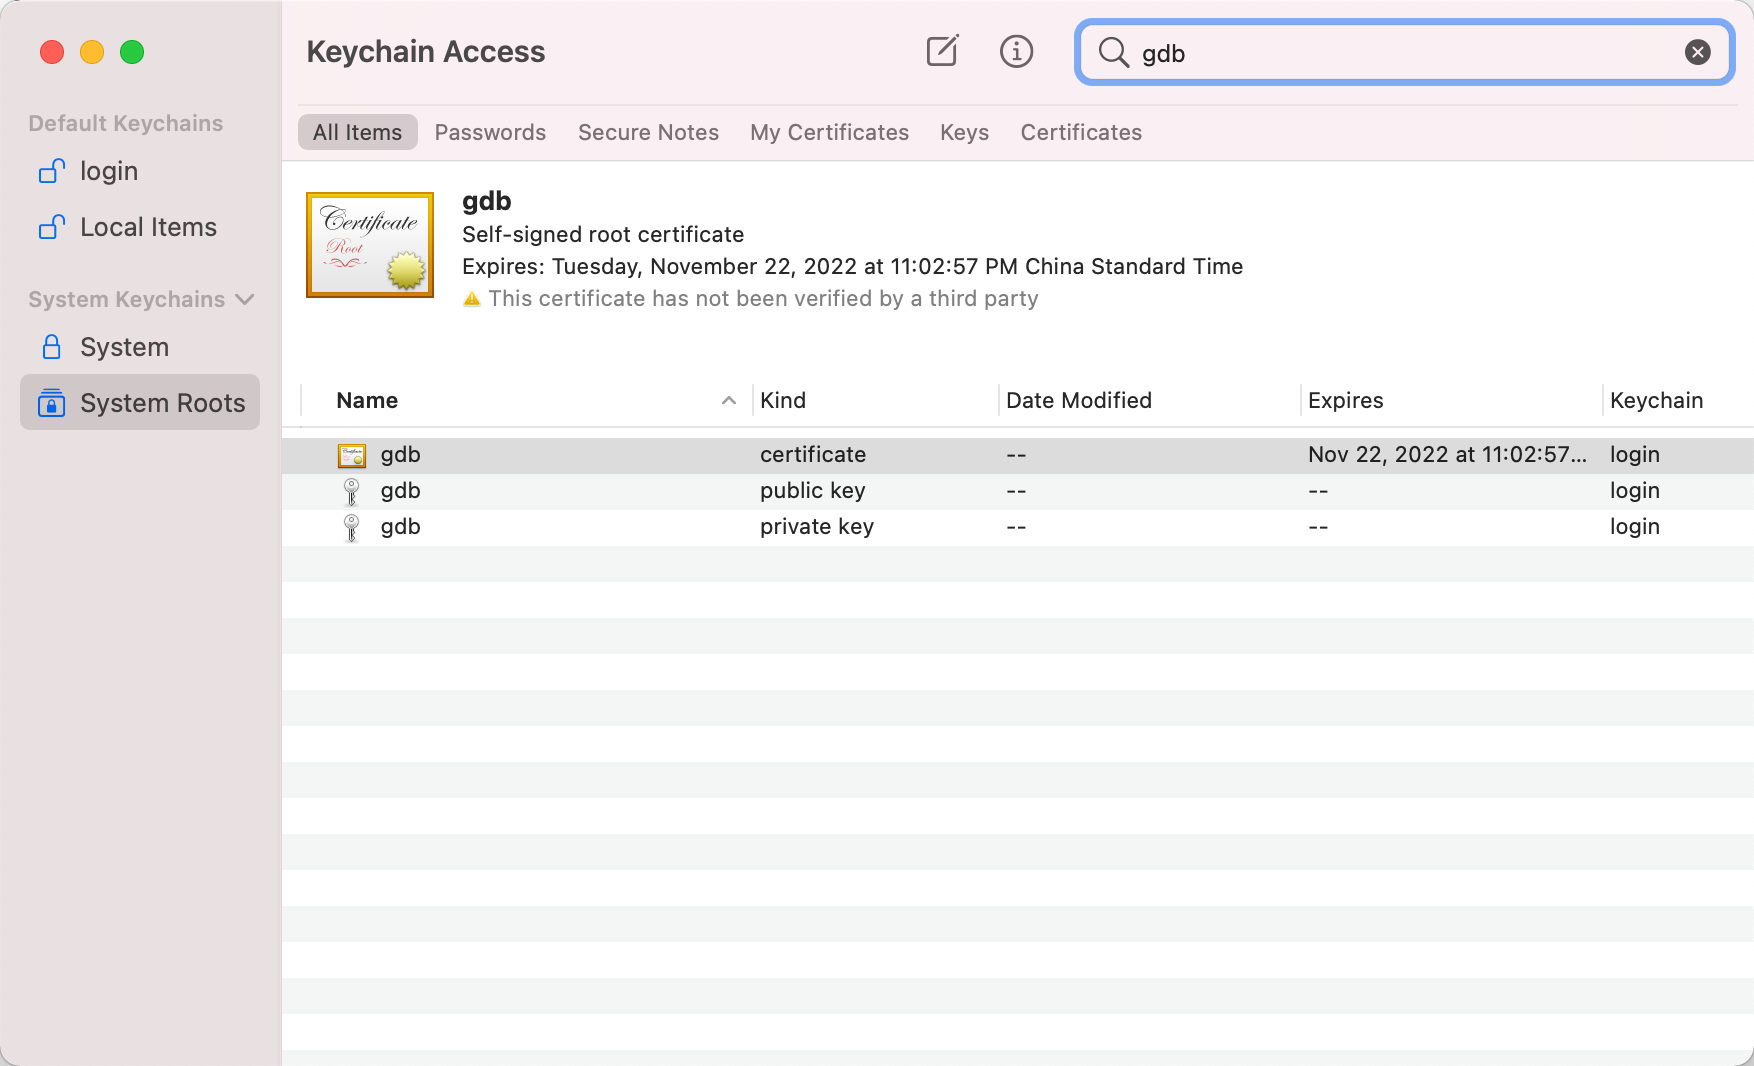 Keychain Access
gdb
Default Keychains
login
Local Items
System Keychains
System
System Roots
All Items Passwords Secure Notes My Certificates Keys Certificates
Certificate
Root
gdb
Self-signed root certificate
Expires: Tuesday, November 22, 2022 at 11:02:57 PM China Standard Time
This certificate has not been verified by a third party
Name Kind Date Modified Expires Keychain
gdb certificate -- Nov 22, 2022 at 11:02:57... login
gdb public key -- -- login
gdb private key -- -- login